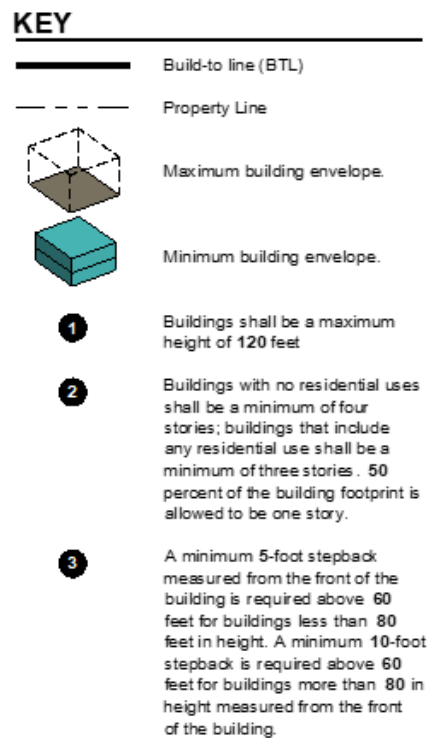 KEY
Build-to line (BTL)
Property Line
Maximum building envelope.
Minimum building envelope.
1
Buildings shall be a maximum
height of 120 feet
2
Buildings with no residential uses
shall be a minimum of four
stories; buildings that include
any residential use shall be a
minimum of three stories. 50
percent of the building footprint is
allowed to be one story.
3
A minimum 5-foot stepback
measured from the front of the
building is required above 60
feet for buildings less than 80
feet in height. A minimum 10-foot
stepback is required above 60
feet for buildings more than 80 in
height measured from the front
of the building.